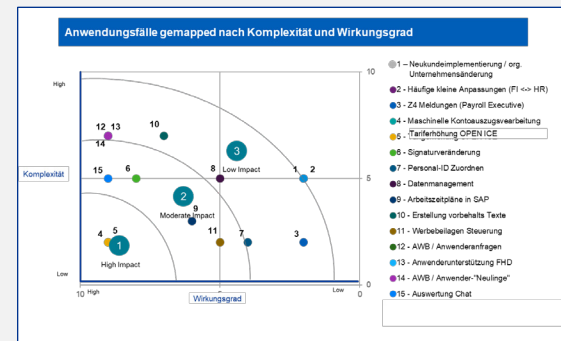 Anwendungsfälle gemapped nach Komplexität und Wirkungsgrad
1 – Neukundeimplementierung / org.
Unternehmensänderung
2 - Häufige kleine Anpassungen (FI <-> HR)
3 - Z4 Meldungen (Payroll Executive)
4 - Maschinelle Kontoauszugsvearbeitung
5 -
Tariferhöhung OPEN ICE
6 - Signaturveränderung
7 - Personal-ID Zuordnen
8 - Datenmanagement
9 - Arbeitszeitpläne in SAP
10 - Erstellung vorbehalts Texte
11 - Werbebeilagen Steuerung
12 - AWB / Anwenderanfragen
13 - Anwenderunterstützung FHD
14 - AWB / Anwender-"Neulinge"
15 - Auswertung Chat
High
10
12 13
14
10
3
Low Impact
Komplexität
15
6
8
1 2
5
2
Moderate Impact
9
4 5
1
High Impact
11
7
3
Low
0
10 High
Wirkungsgrad
Low
0